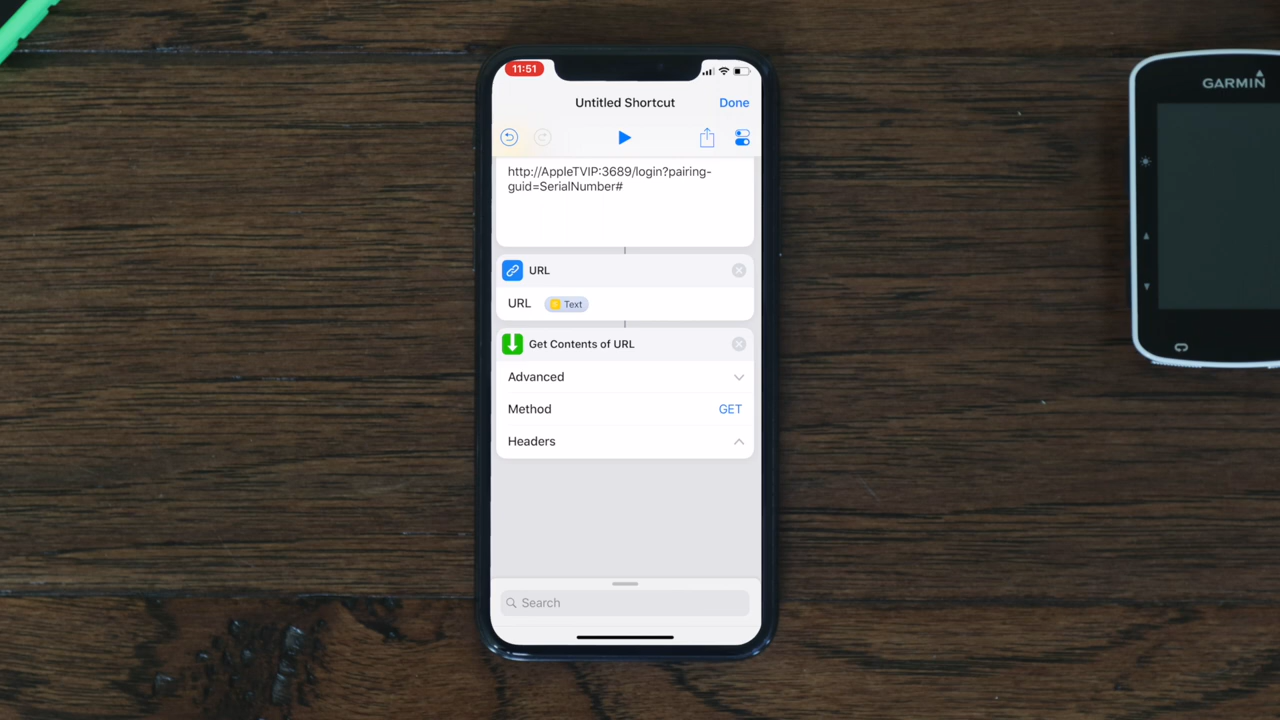 11:51
Untitled Shortcut
Done
http://AppleTVIP:3689/login?pairing-
guid=SerialNumber#
URL
URL Text
Get Contents of URL
Advanced
Method GET
Headers
Search
GARMIN